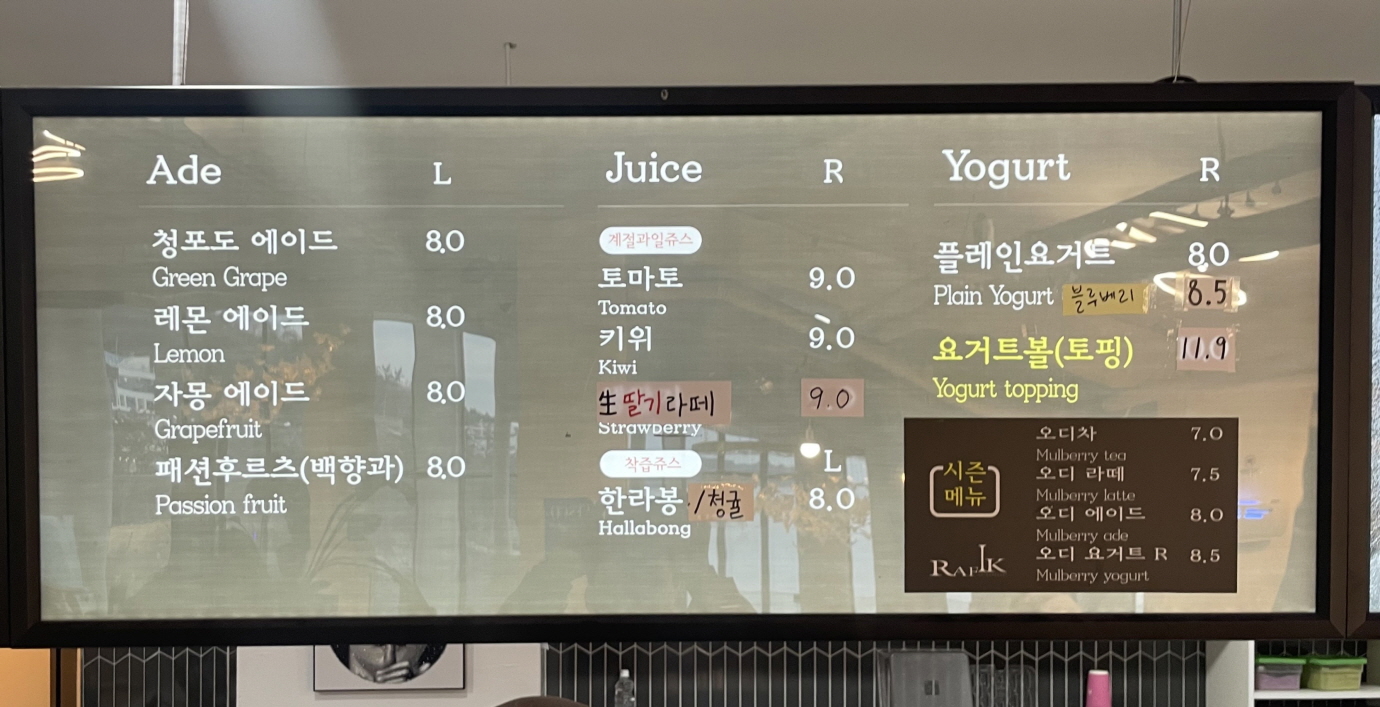 Ade L
청포도 에이드 8.0
Green Grape
레몬 에이드 8.0
Lemon
자몽 에이드 8.0
Grapefruit
패션후르츠(백향과) 8.0
Passion fruit
Juice R
계절과일쥬스
토마토 9.0
Tomato
키위 9.0
Kiwi
生딸기라떼 9.0
Strawberry
착즙쥬스 L
한라봉/청귤 8.0
Hallabong
Yogurt R
플레인요거트 8.0
Plain Yogurt 블루베리 8.5
요거트볼(토핑) 11.9
Yogurt topping
시즌
메뉴
RAFIK
오디차 7.0
Mulberry tea
오디 라떼 7.5
Mulberry latte
오디 에이드 8.0
Mulberry ade
오디 요거트 R 8.5
Mulberry yogurt